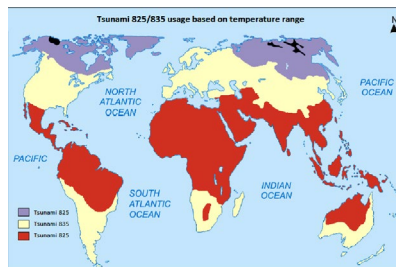 Tsunami 825/835 usage based on temperature range
N
NORTH
ATLANTIC
OCEAN
PACIFIC
OCEAN
PACIFIC
SOUTH
ATLANTIC
OCEAN
INDIAN
OCEAN
Tsunami 825
Tsunami 835
Tsunami 825